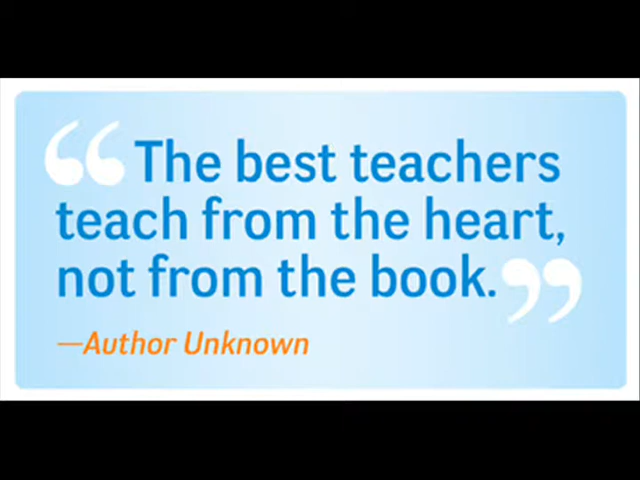 “The best teachers
teach from the heart,
not from the book.”
—Author Unknown